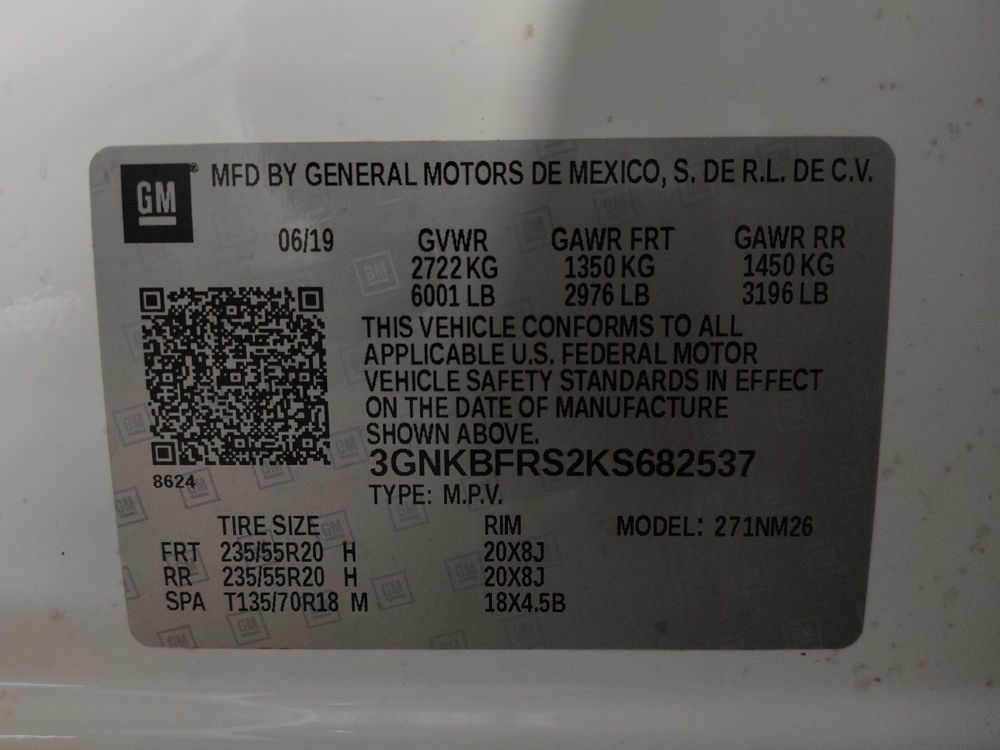 GM ® MFD BY GENERAL MOTORS DE MEXICO, S. DE R.L. DE C.V.
06/19 GVWR GAWR FRT GAWR RR
2722 KG 1350 KG 1450 KG
6001 LB 2976 LB 3196 LB
THIS VEHICLE CONFORMS TO ALL
APPLICABLE U.S. FEDERAL MOTOR
VEHICLE SAFETY STANDARDS IN EFFECT
ON THE DATE OF MANUFACTURE
SHOWN ABOVE.
3GNKBFRS2KS682537
8624
TYPE: M.P.V.
TIRE SIZE RIM MODEL: 271NM26
FRT 235/55R20 H 20X8J
RR 235/55R20 H 20X8J
SPA T135/70R18 M 18X4.5B